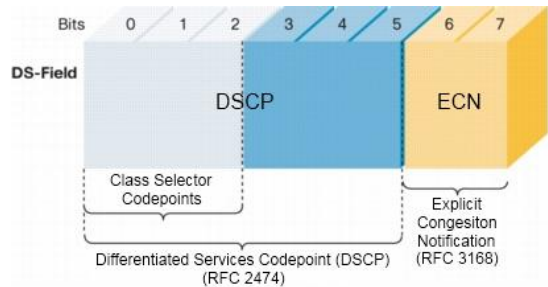 Bits 0 1 2 3 4 5 6 7
DS-Field
DSCP
ECN
Class Selector
Codepoints
Explicit
Congesiton
Notification
(RFC 3168)
Differentiated Services Codepoint (DSCP)
(RFC 2474)